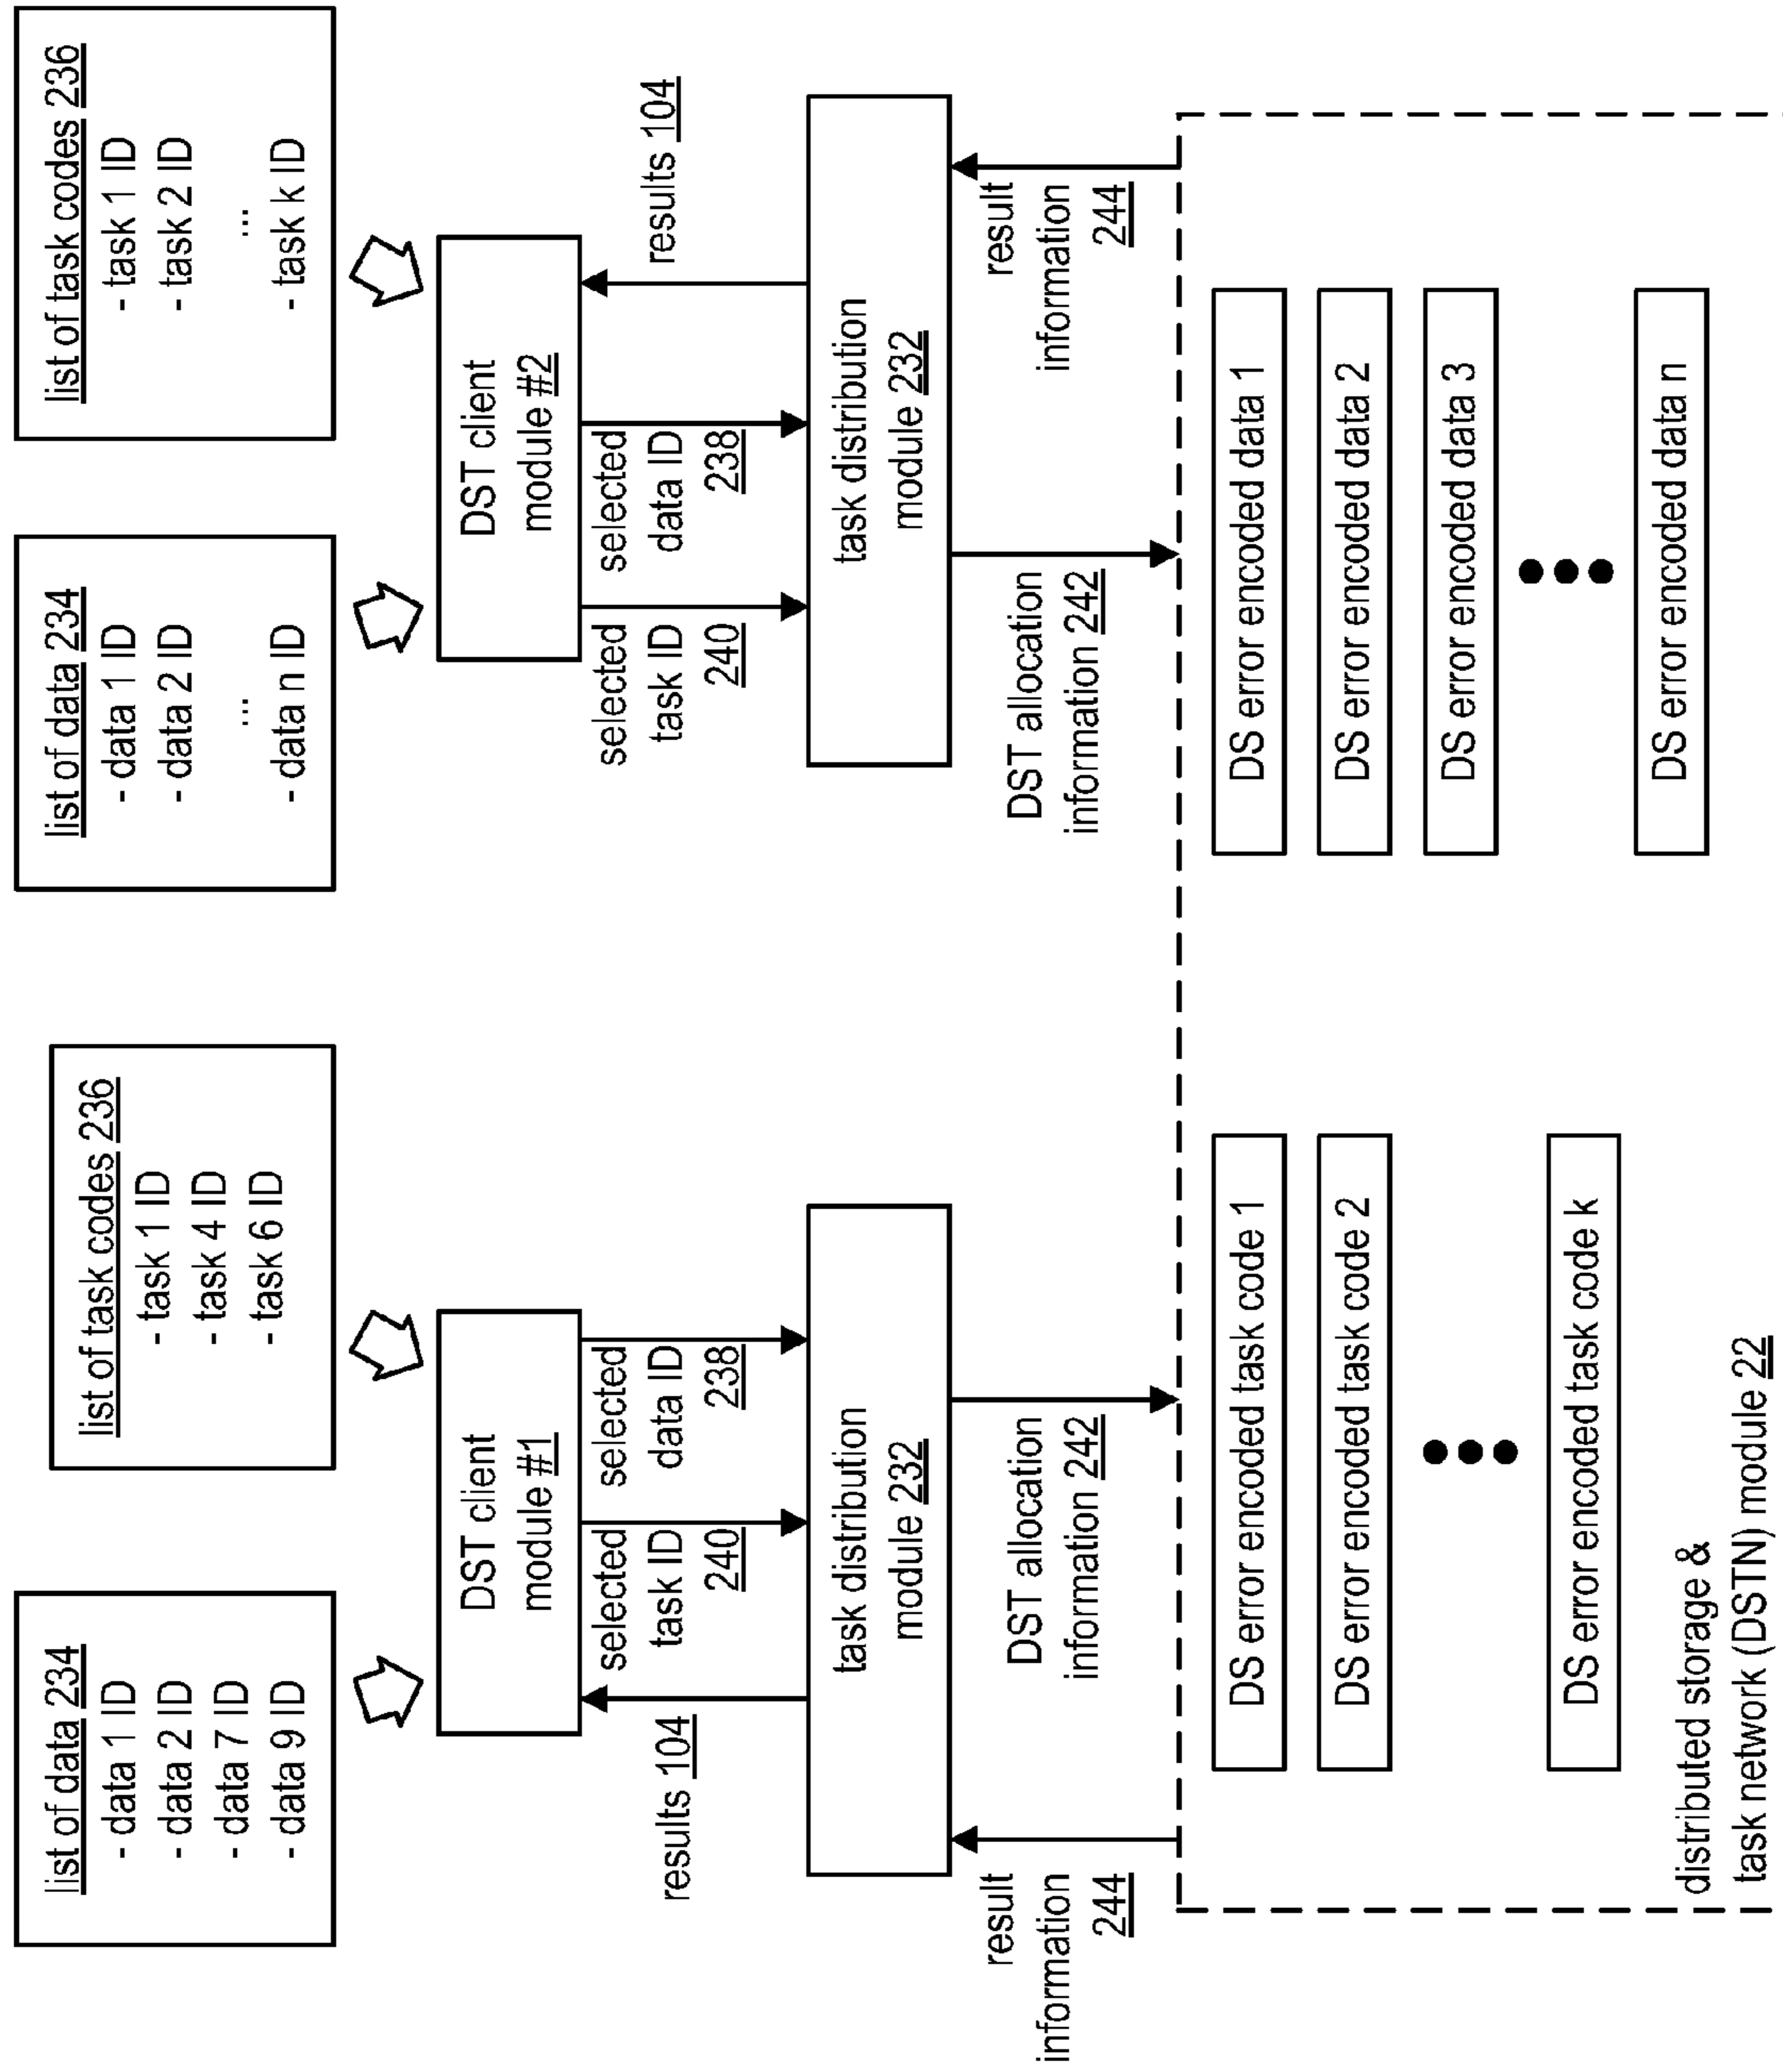 list of data 234
- data 1 ID
- data 2 ID
- data 7 ID
- data 9 ID
list of task codes 236
- task 1 ID
- task 4 ID
- task 6 ID
list of data 234
- data 1 ID
- data 2 ID
...
- data n ID
list of task codes 236
- task 1 ID
- task 2 ID
...
- task k ID
DST client
module #1
DST client
module #2
results 104
selected
task ID
240
selected
data ID
238
selected
task ID
240
selected
data ID
238
results 104
task distribution
module 232
task distribution
module 232
result
information
244
DST allocation
information 242
DST allocation
information 242
result
information
244
DS error encoded task code 1
DS error encoded task code 2
DS error encoded task code k
DS error encoded data 1
DS error encoded data 2
DS error encoded data 3
DS error encoded data n
distributed storage &
task network (DSTN) module 22